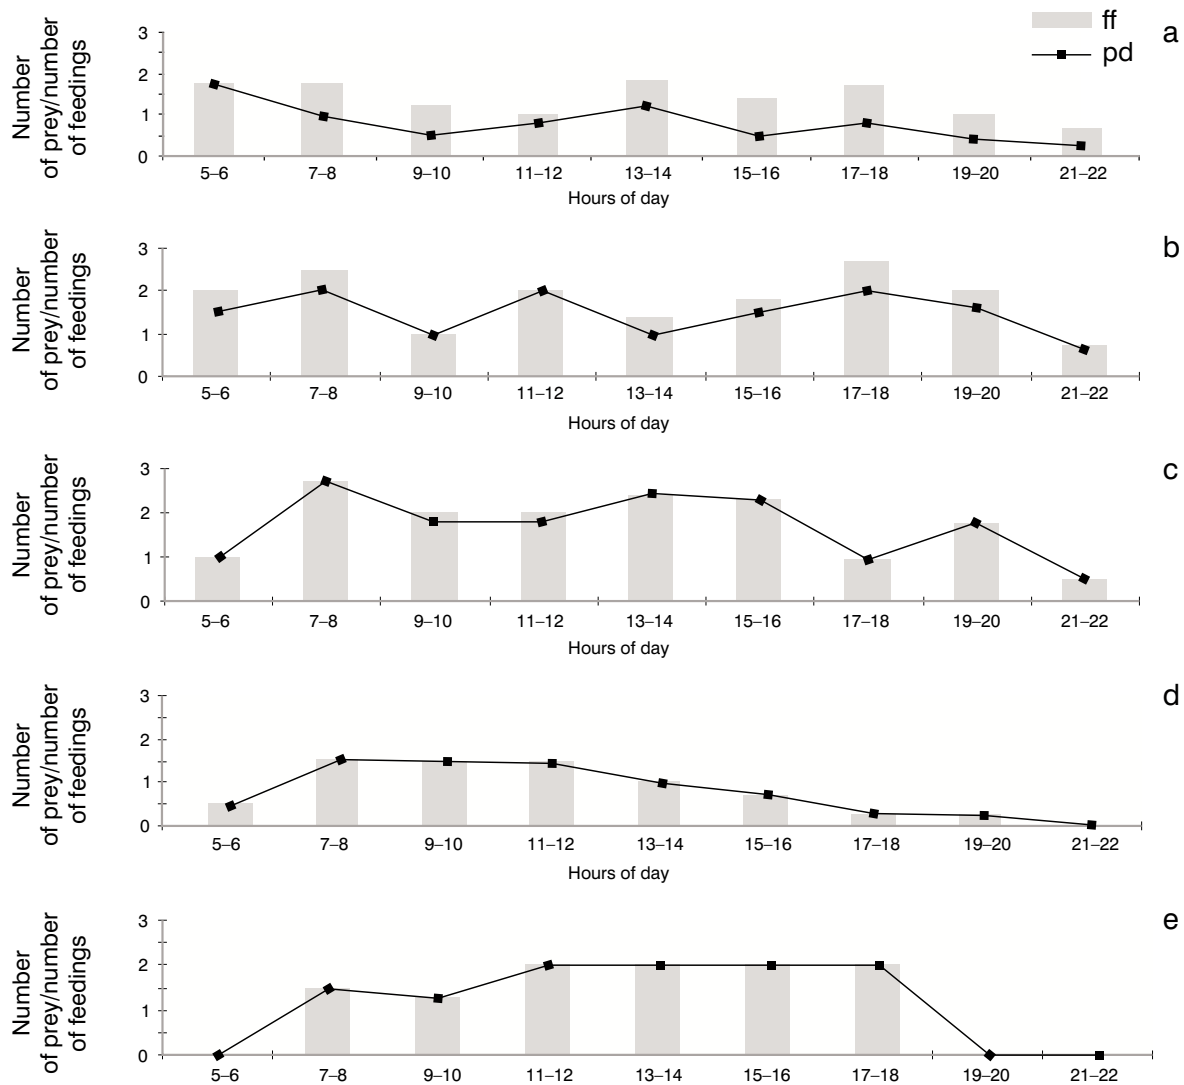 ff
pd
a
Number
of prey/number
of feedings
3
2
1
0
5–6 7–8 9–10 11–12 13–14 15–16 17–18 19–20 21–22
Hours of day
b
Number
of prey/number
of feedings
3
2
1
0
5–6 7–8 9–10 11–12 13–14 15–16 17–18 19–20 21–22
Hours of day
c
Number
of prey/number
of feedings
3
2
1
0
5–6 7–8 9–10 11–12 13–14 15–16 17–18 19–20 21–22
Hours of day
d
Number
of prey/number
of feedings
3
2
1
0
5–6 7–8 9–10 11–12 13–14 15–16 17–18 19–20 21–22
Hours of day
e
Number
of prey/number
of feedings
3
2
1
0
5–6 7–8 9–10 11–12 13–14 15–16 17–18 19–20 21–22